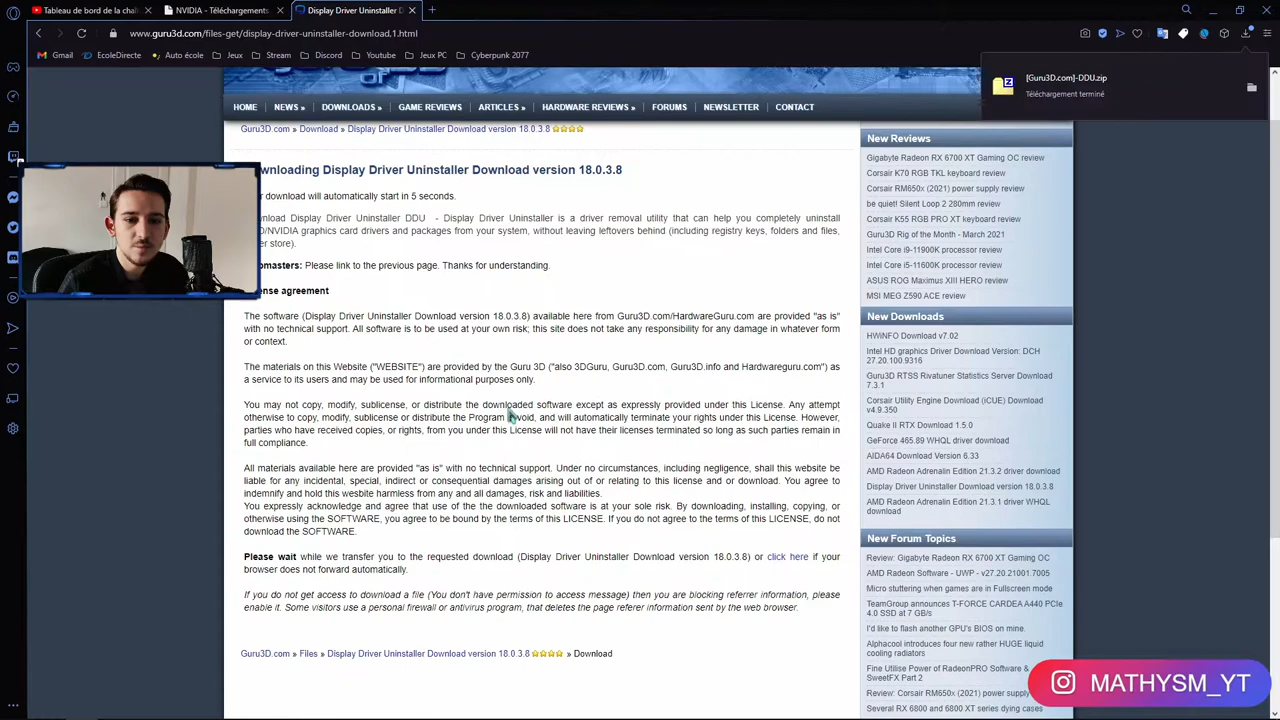 Tableau de bord de la cha
NVIDIA - Téléchargements
Display Driver Uninstaller D
www.guru3d.com/files-get/display-driver-uninstaller-download,1.html
Gmail
EcoleDirecte
Jeu
Stream
Discord
Youtube
Jeux PC
Cyberpunk 2077
[Guru3D.com]-DDU.zip
Téléchargement terminé
HOME
NEWS »
DOWNLOADS »
GAME REVIEWS
ARTICLES »
HARDWARE REVIEWS »
FORUMS
NEWSLETTER
CONTACT
Guru3D.com » Download » Display Driver Uninstaller Download version 18.0.3.8
wnloading Display Driver Uninstaller Download version 18.0.3.8
r download will automatically start in 5 seconds.
wnload Display Driver Uninstaller DDU - Display Driver Uninstaller is a driver removal utility that can help you completely uninstall
D/NVIDIA graphics card drivers and packages from your system, without leaving leftovers behind (including registry keys, folders and files,
er store).
bmasters: Please link to the previous page. Thanks for understanding.
ense agreement
The software (Display Driver Uninstaller Download version 18.0.3.8) available here from Guru3D.com/HardwareGuru.com are provided "as is"
with no technical support. All software is to be used at your own risk; this site does not take any responsibility for any damage in whatever form
or context.
The materials on this Website ("WEBSITE") are provided by the Guru 3D ("also 3DGuru, Guru3D.com, Guru3D.info and Hardwareguru.com") as
a service to its users and may be used for informational purposes only.
You may not copy, modify, sublicense, or distribute the downloaded software except as expressly provided under this License. Any attempt
otherwise to copy, modify, sublicense or distribute the Program void, and will automatically terminate your rights under this License. However,
parties who have received copies, or rights, from you under this License will not have their licenses terminated so long as such parties remain in
full compliance.
All materials available here are provided "as is" with no technical support. Under no circumstances, including negligence, shall this website be
liable for any incidental, special, indirect or consequential damages arising out of or relating to this license and or download. You agree to
indemnify and hold this wesbite harmless from any and all damages, risk and liabilities.
You expressly acknowledge and agree that use of the the downloaded software is at your sole risk. By downloading, installing, copying, or
otherwise using the SOFTWARE, you agree to be bound by the terms of this LICENSE. If you do not agree to the terms of this LICENSE, do not
download the SOFTWARE.
Please wait while we transfer you to the requested download (Display Driver Uninstaller Download version 18.0.3.8) or click here if your
browser does not forward automatically.
If you do not get access to download a file (You don't have permission to access message) then you are blocking referrer information, please
enable it. Some visitors use a personal firewall or antivirus program, that deletes the page referer information sent by the web browser.
Guru3D.com » Files » Display Driver Uninstaller Download version 18.0.3.8 » Download
New Reviews
Gigabyte Radeon RX 6700 XT Gaming OC review
Corsair K70 RGB TKL keyboard review
Corsair RM650x (2021) power supply review
be quiet! Silent Loop 2 280mm review
Corsair K55 RGB PRO XT keyboard review
Guru3D Rig of the Month - March 2021
Intel Core i9-11900K processor review
Intel Core i5-11600K processor review
ASUS ROG Maximus XIII HERO review
MSI MEG Z590 ACE review
New Downloads
HWiNFO Download v7.02
Intel HD graphics Driver Download Version: DCH
27.20.100.9316
Guru3D RTSS Rivatuner Statistics Server Download
7.3.1
Corsair Utility Engine Download (iCUE) Download
v4.9.350
Quake II RTX Download 1.5.0
GeForce 465.89 WHQL driver download
AIDA64 Download Version 6.33
AMD Radeon Adrenalin Edition 21.3.2 driver download
Display Driver Uninstaller Download version 18.0.3.8
AMD Radeon Adrenalin Edition 21.3.1 driver WHQL
download
New Forum Topics
Review: Gigabyte Radeon RX 6700 XT Gaming OC
AMD Radeon Software - UWP - v27.20.21001.7005
Micro stuttering when games are in Fullscreen mode
TeamGroup announces T-FORCE CARDEA A440 PCIe
4.0 SSD at 7 GB/s
I'd like to flash another GPU's BIOS on mine.
Alphacool introduces four new rather HUGE liquid
cooling radiators
Fine Utilise Power of RadeonPRO Software &
SweetFX Part 2
Review: Corsair RM650x (2021) power supply
Several RX 6800 and 6800 XT series dying cases
MATHYSM_YT